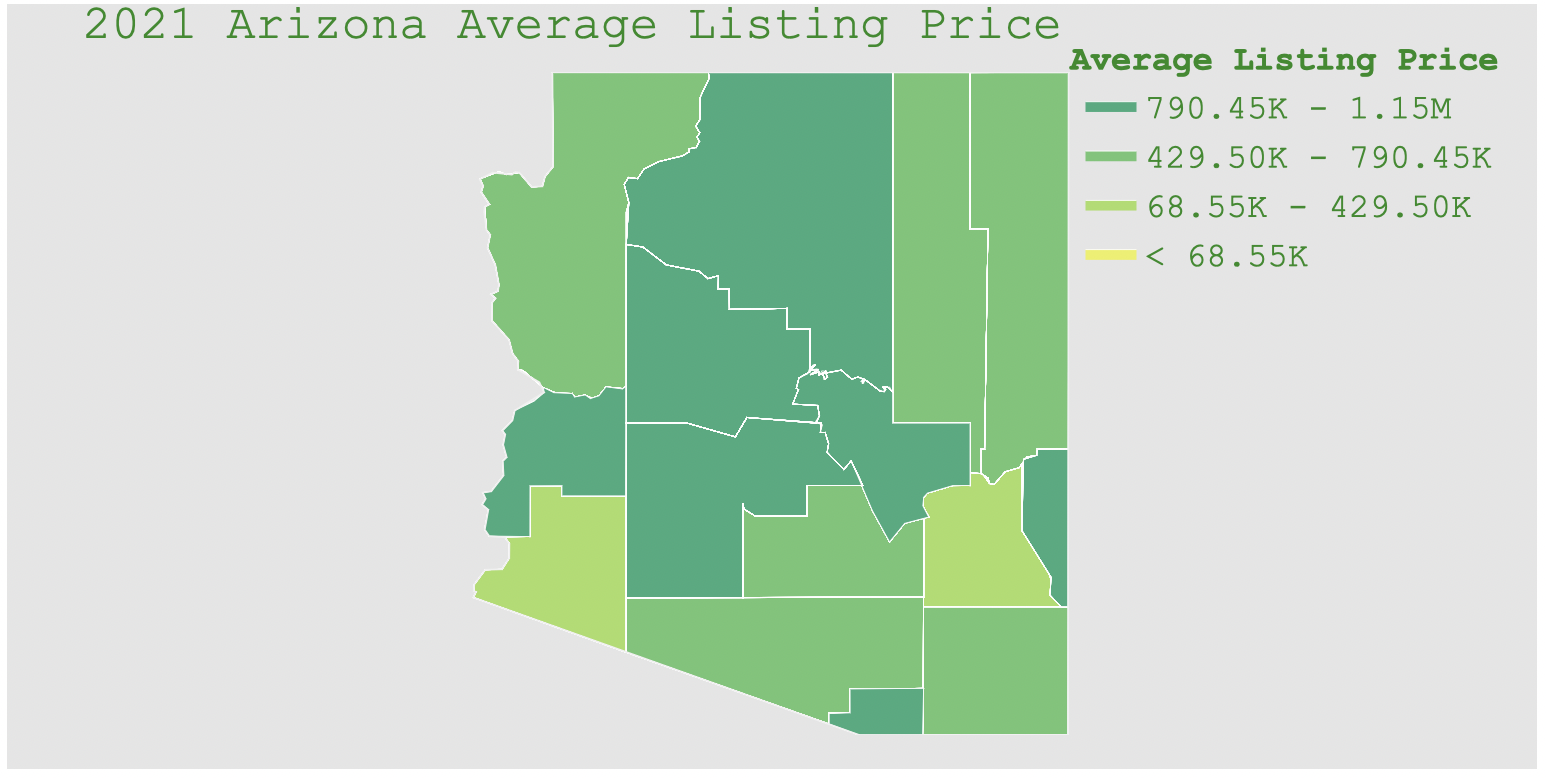 2021 Arizona Average Listing Price
Average Listing Price
790.45K - 1.15M
429.50K - 790.45K
68.55K - 429.50K
< 68.55K